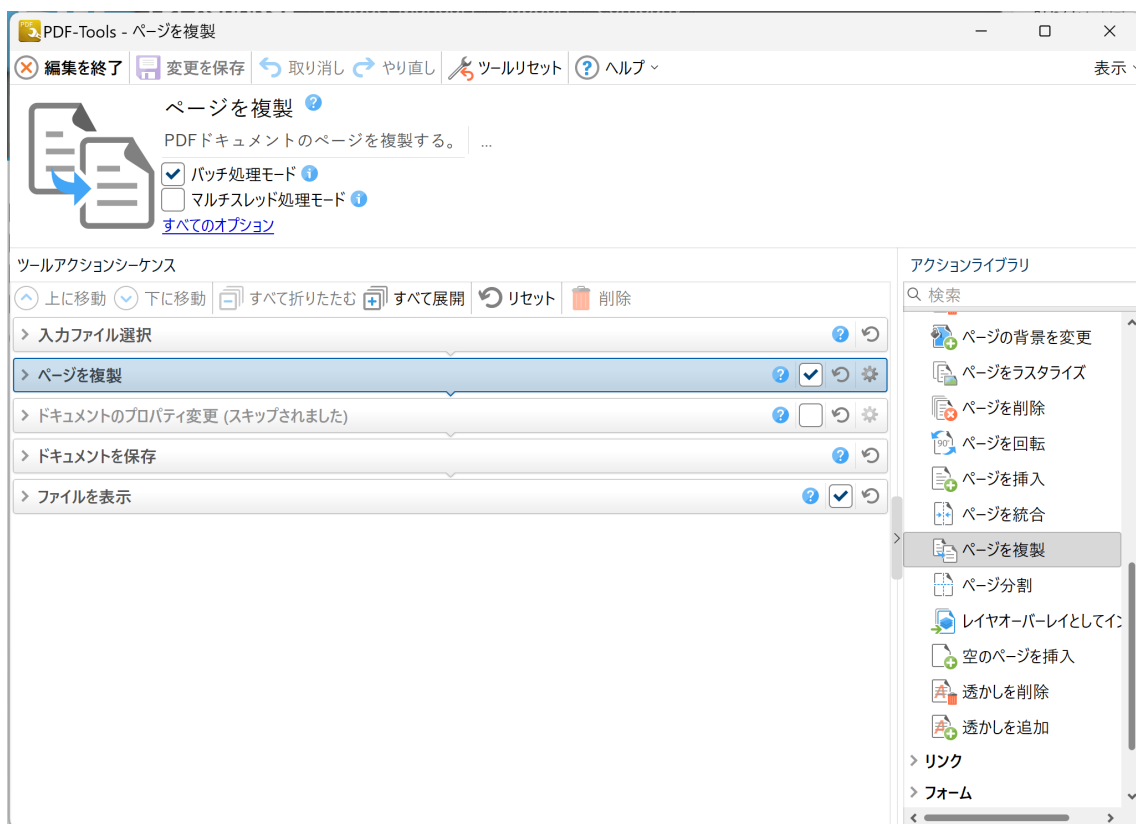 PDF-Tools - ページを複製
編集を終了 変更を保存 取り消し やり直し ツールリセット ヘルプ 表示
ページを複製
PDFドキュメントのページを複製する。 ...
バッチ処理モード
マルチスレッド処理モード
すべてのオプション
ツールアクションシーケンス
上に移動 下に移動 すべて折りたたむ すべて展開 リセット 削除
入力ファイル選択
ページを複製
ドキュメントのプロパティ変更 (スキップされました)
ドキュメントを保存
ファイルを表示
アクションライブラリ
検索
ページの背景を変更
ページをラスタライズ
ページを削除
ページを回転
ページを挿入
ページを統合
ページを複製
ページ分割
レイヤオーバーレイとしてイン
空のページを挿入
透かしを削除
透かしを追加
リンク
フォーム